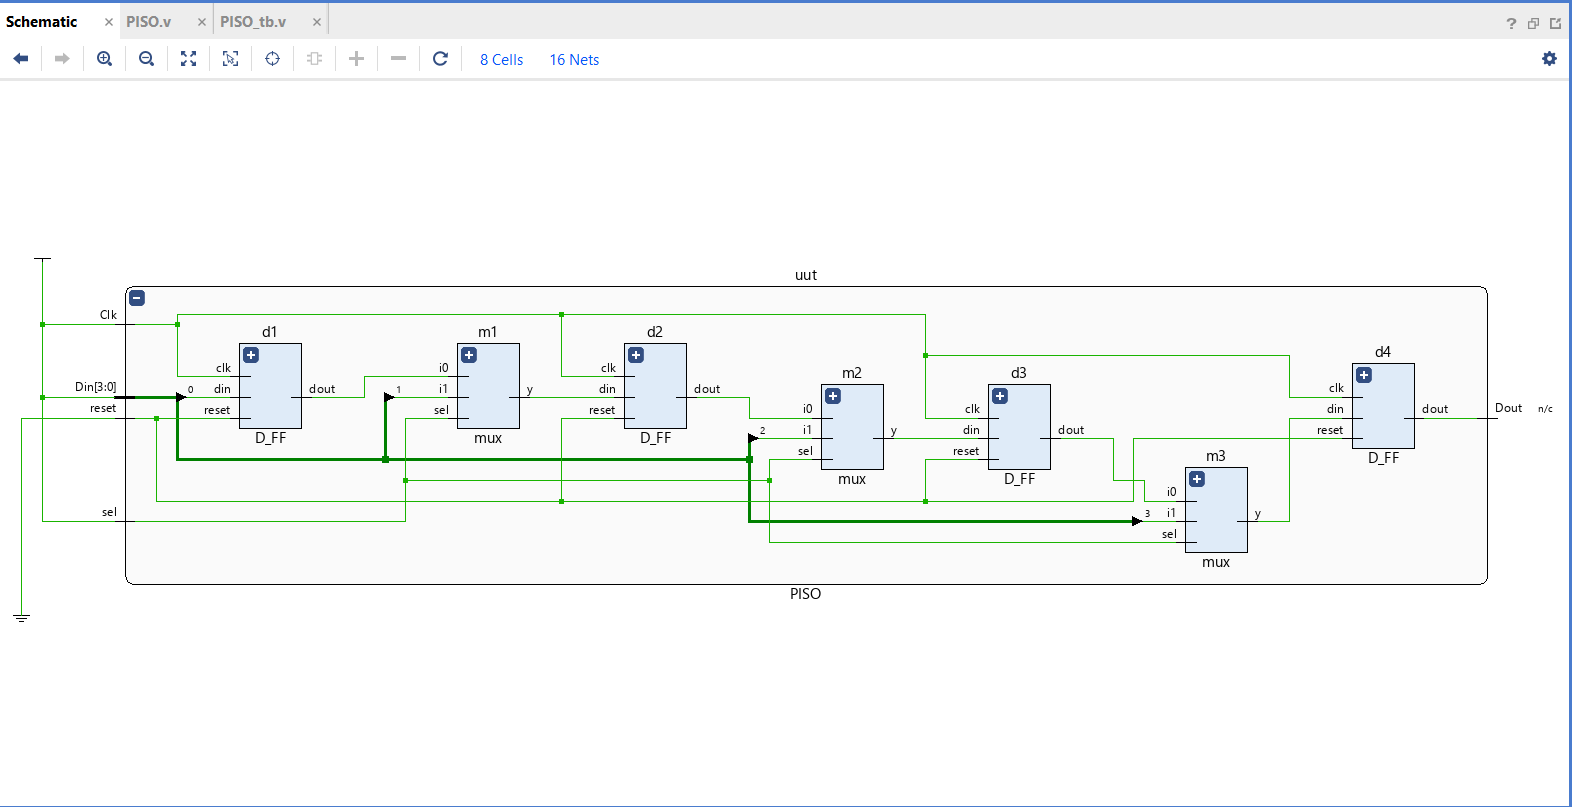 Schematic × PISO.v × PISO_tb.v × ?
8 Cells 16 Nets
uut
Clk
d1 m1 d2
clk i0 clk
Din[3:0] 0 din dout 1 i1 y din dout
reset reset sel reset
D_FF mux D_FF
m2 d3 d4
i0 clk clk
2 i1 y din dout din dout Dout n/c
sel reset reset
mux D_FF D_FF
m3
i0
sel 3 i1 y
sel
mux
PISO